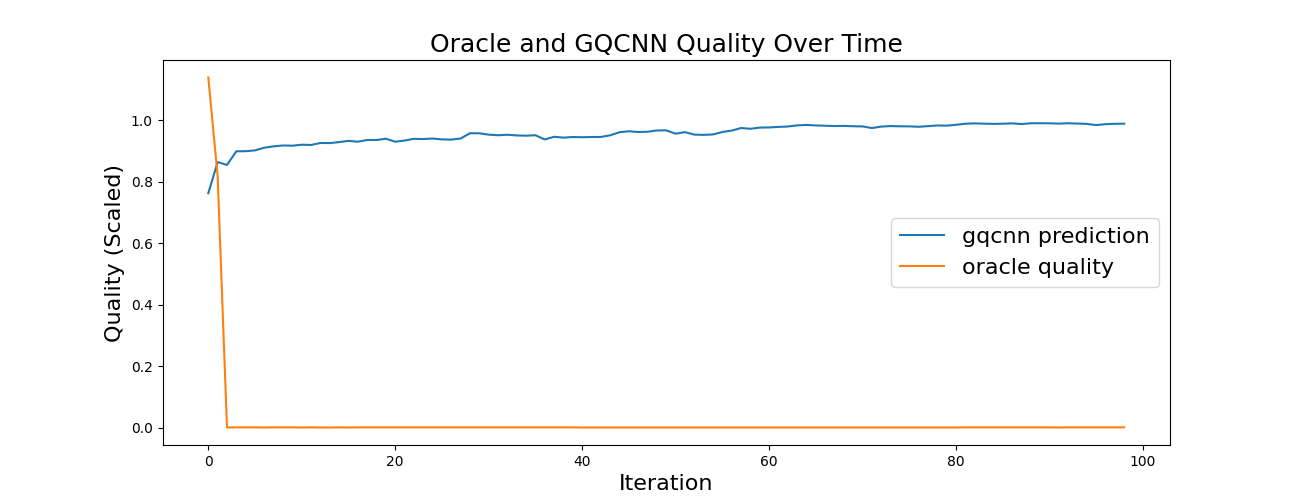 Oracle and GQCNN Quality Over Time
Quality (Scaled)
1.0
0.8
0.6
0.4
0.2
0.0
gqcnn prediction
oracle quality
0 20 40 60 80 100
Iteration